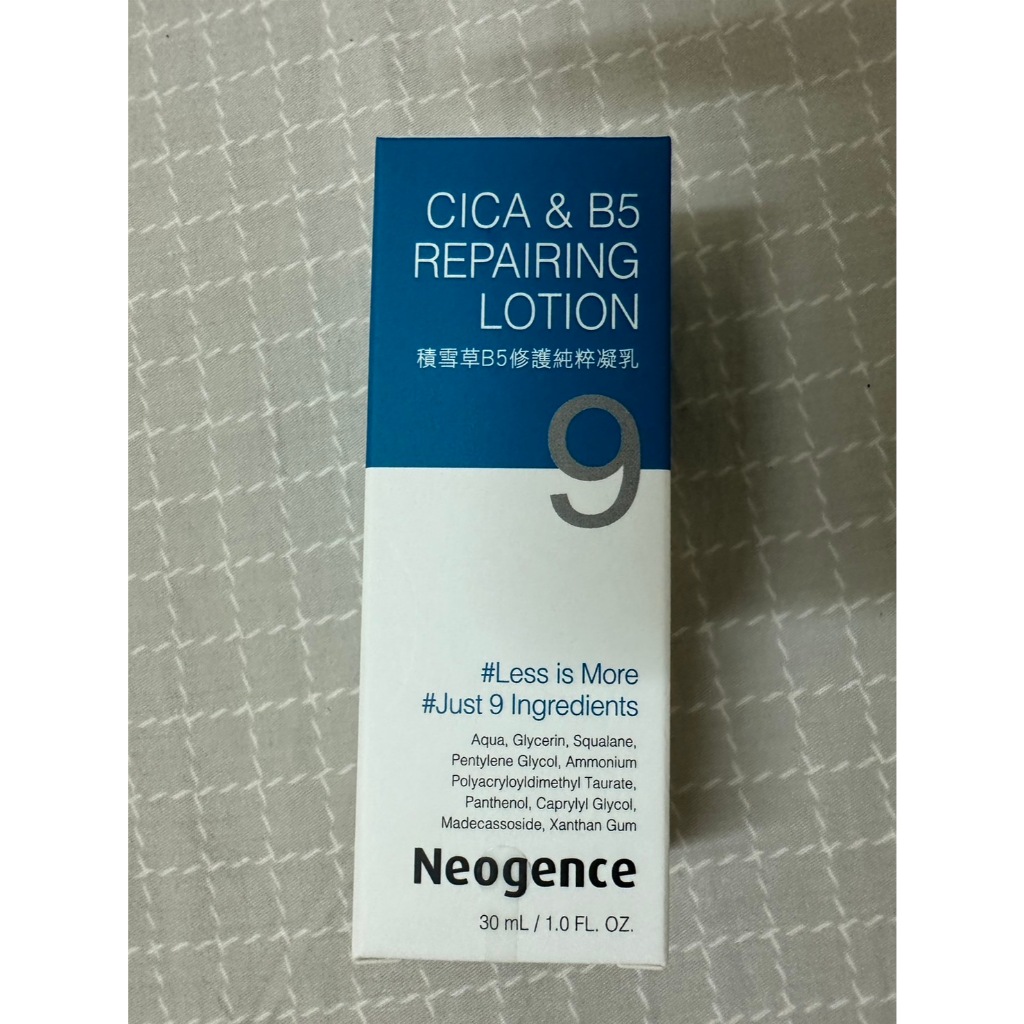 CICA & B5
REPAIRING
LOTION
積雪草B5修護純粹凝乳
9
#Less is More
#Just 9 Ingredients
Aqua, Glycerin, Squalane,
Pentylene Glycol, Ammonium
Polyacryloyldimethyl Taurate,
Panthenol, Caprylyl Glycol,
Madecassoside, Xanthan Gum
Neogence
30 mL / 1.0 FL. OZ.